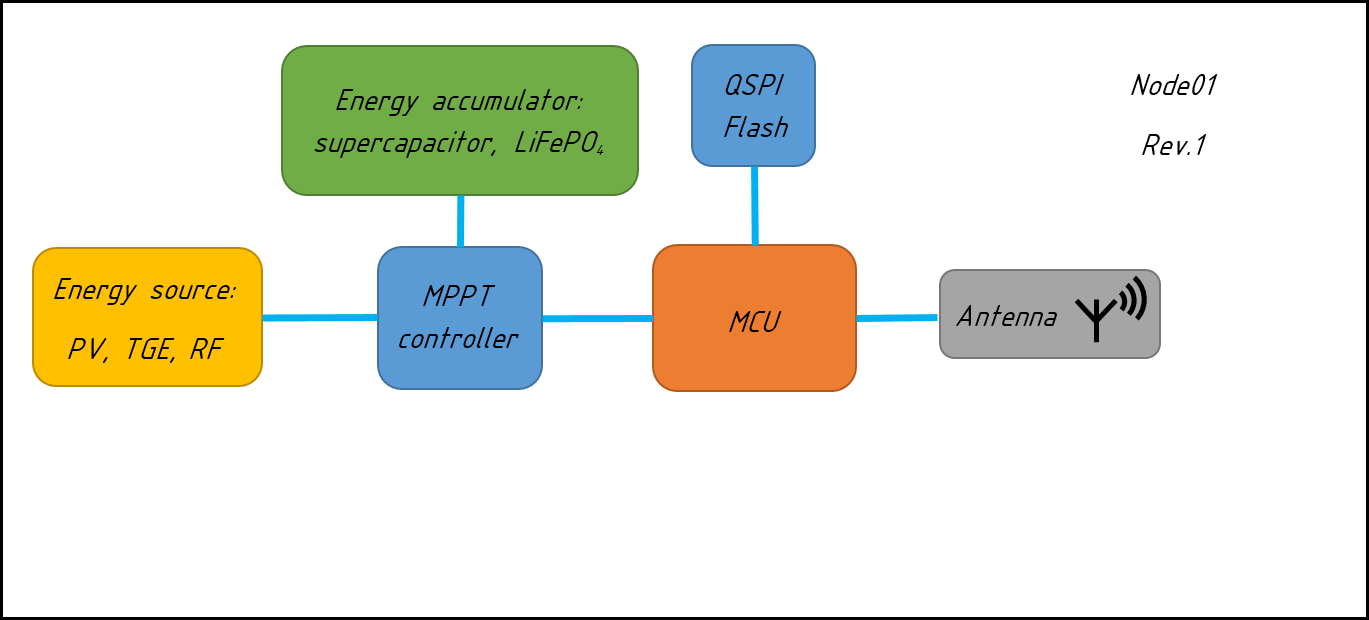 Energy accumulator:
supercapacitor, LiFePO₄
QSPI
Flash
Node01
Rev.1
Energy source:
PV, TGE, RF
MPPT
controller
MCU
Antenna